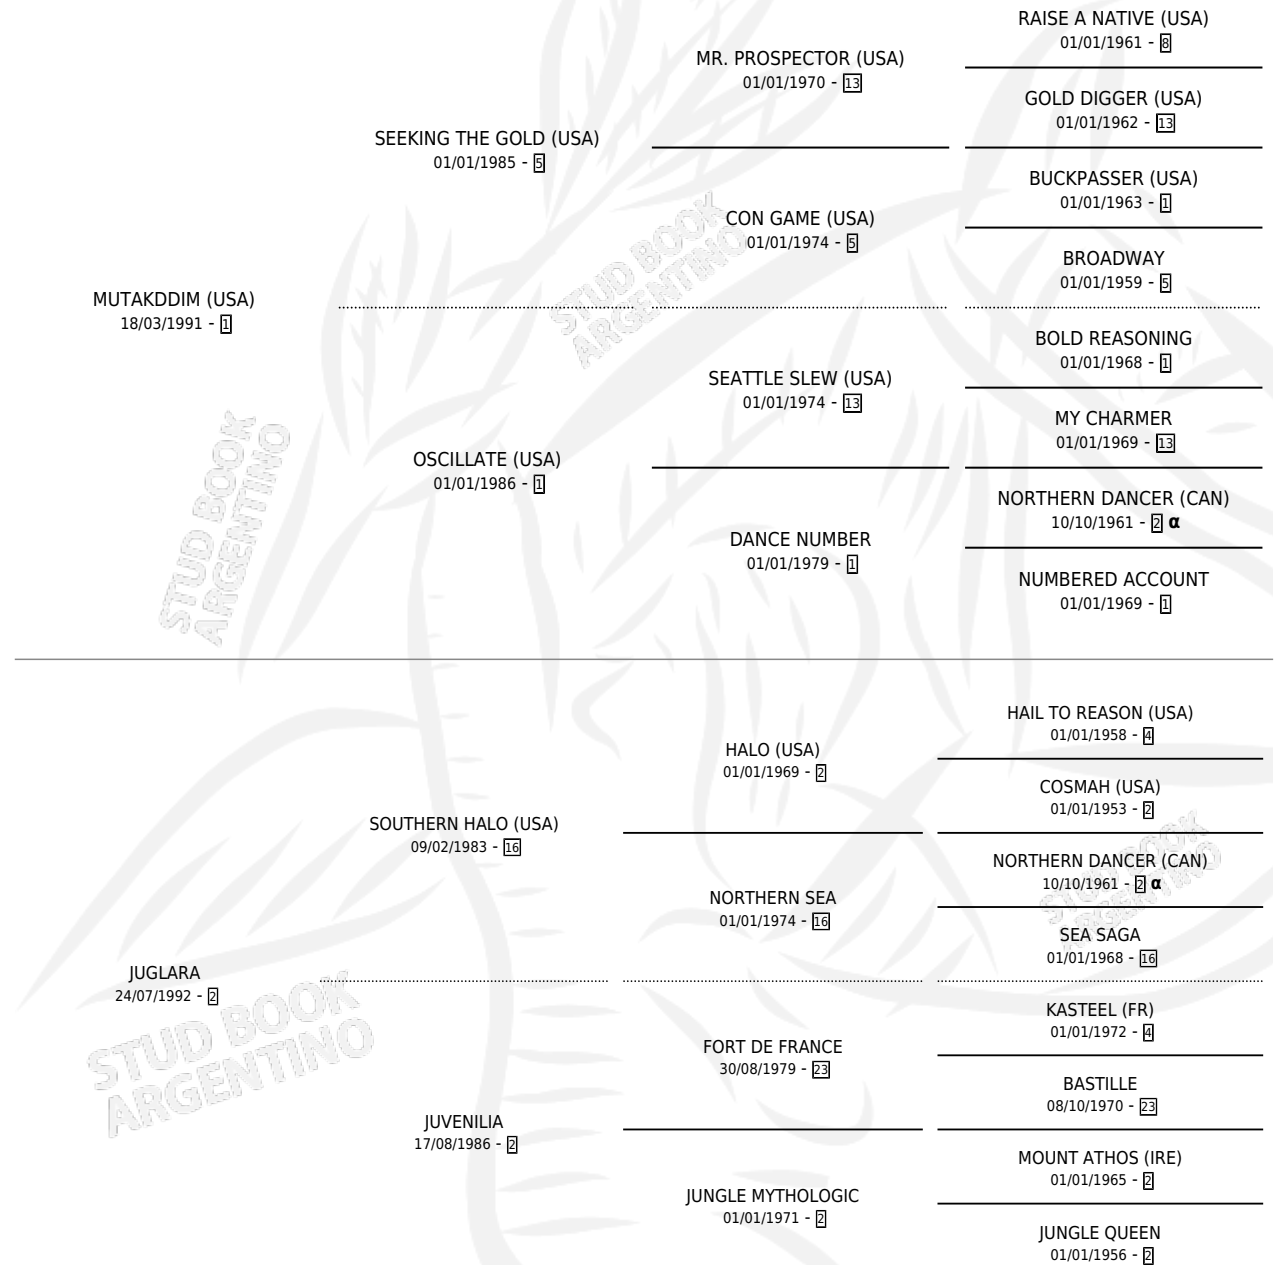 MUTAKDDIM (USA)
18/03/1991 - 1
SEEKING THE GOLD (USA)
01/01/1985 - 5
MR. PROSPECTOR (USA)
01/01/1970 - 13
RAISE A NATIVE (USA)
01/01/1961 - 8
GOLD DIGGER (USA)
01/01/1962 - 13
CON GAME (USA)
01/01/1974 - 5
BUCKPASSER (USA)
01/01/1963 - 1
BROADWAY
01/01/1959 - 5
OSCILLATE (USA)
01/01/1986 - 1
SEATTLE SLEW (USA)
01/01/1974 - 13
BOLD REASONING
01/01/1968 - 1
MY CHARMER
01/01/1969 - 13
DANCE NUMBER
01/01/1979 - 1
NORTHERN DANCER (CAN)
10/10/1961 - 2 α
NUMBERED ACCOUNT
01/01/1969 - 1
JUGLARA
24/07/1992 - 2
SOUTHERN HALO (USA)
09/02/1983 - 16
HALO (USA)
01/01/1969 - 2
HAIL TO REASON (USA)
01/01/1958 - 4
COSMAH (USA)
01/01/1953 - 2
NORTHERN SEA
01/01/1974 - 16
NORTHERN DANCER (CAN)
10/10/1961 - 2 α
SEA SAGA
01/01/1968 - 16
JUVENILIA
17/08/1986 - 2
FORT DE FRANCE
30/08/1979 - 23
KASTEEL (FR)
01/01/1972 - 4
BASTILLE
08/10/1970 - 23
JUNGLE MYTHOLOGIC
01/01/1971 - 2
MOUNT ATHOS (IRE)
01/01/1965 - 2
JUNGLE QUEEN
01/01/1956 - 2
STUD BOOK
ARGENTINO
STUD BOOK
ARGENTINO
STUD BOOK
ARGENTINO
STUD BOOK
ARGENTINO